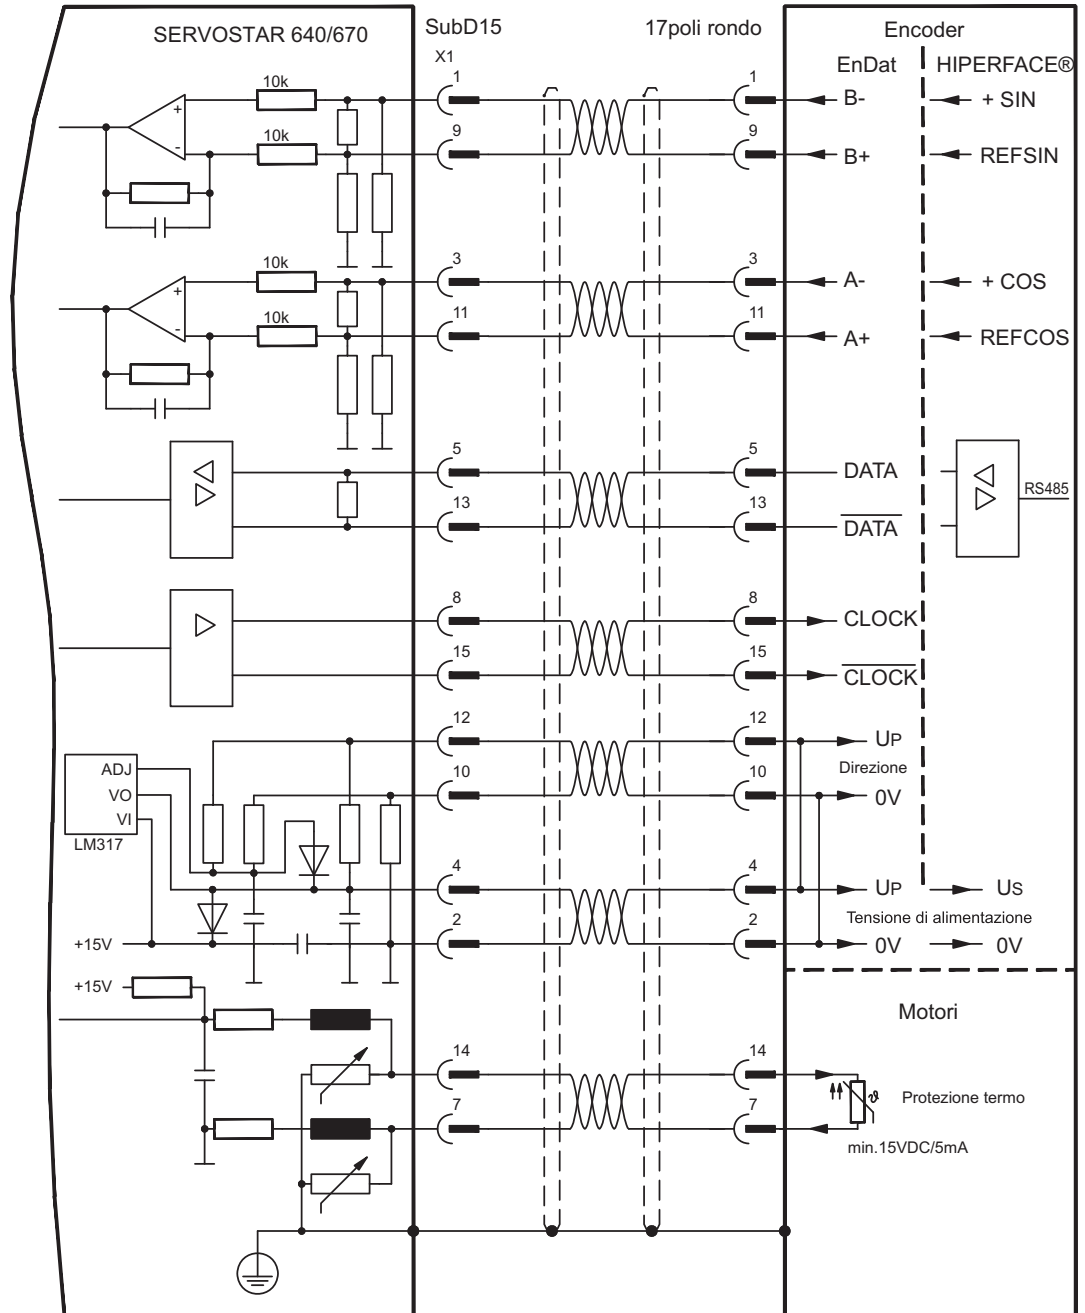 SERVOSTAR 640/670
SubD15
17poli rondo
Encoder
X1
EnDat
HIPERFACE®
10k
1
1
B-
+ SIN
+
-
10k
9
9
B+
REFSIN
10k
3
3
A-
+ COS
+
-
10k
11
11
A+
REFCOS
5
5
DATA
RS485
13
13
DATA
8
8
CLOCK
15
15
CLOCK
12
12
UP
ADJ
Direzione
VO
10
10
0V
VI
LM317
4
4
UP
US
Tensione di alimentazione
+15V
2
2
0V
0V
+15V
Motori
14
14
ϑ
Protezione termo
7
7
min.15VDC/5mA